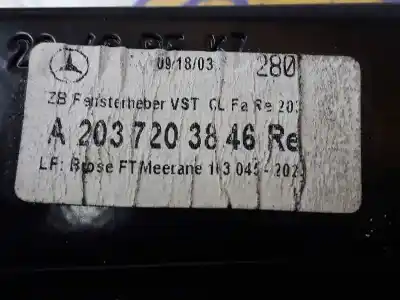 09/18/03 280
ZB Fensterheber VST CL Fa Re 203
A 203 720 38 46 Re
LF: Brose FT Meerane